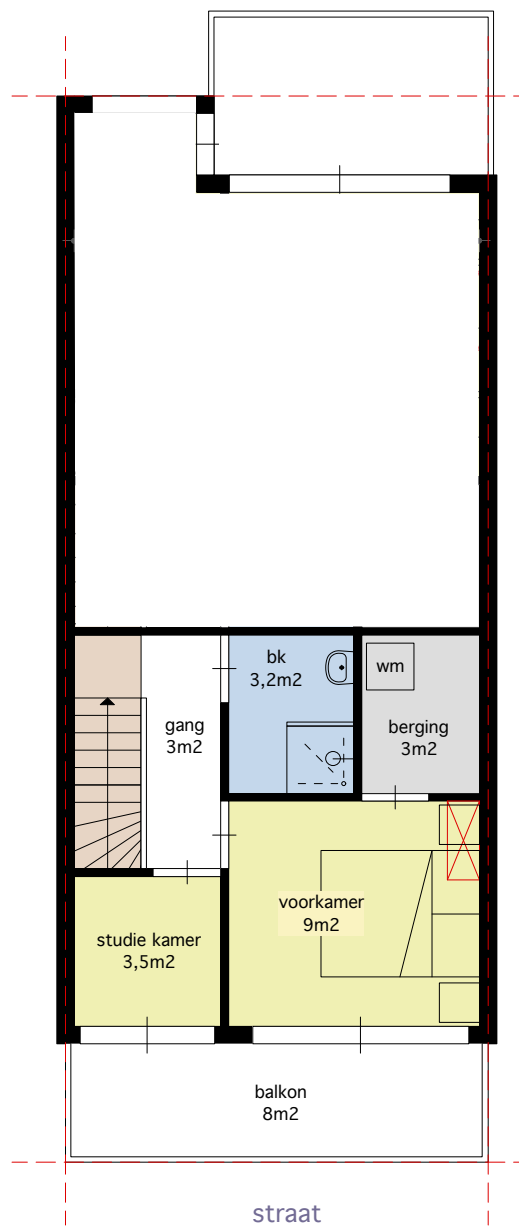 bk
3,2m2
wm
gang
3m2
berging
3m2
voorkamer
9m2
studie kamer
3,5m2
balkon
8m2
straat